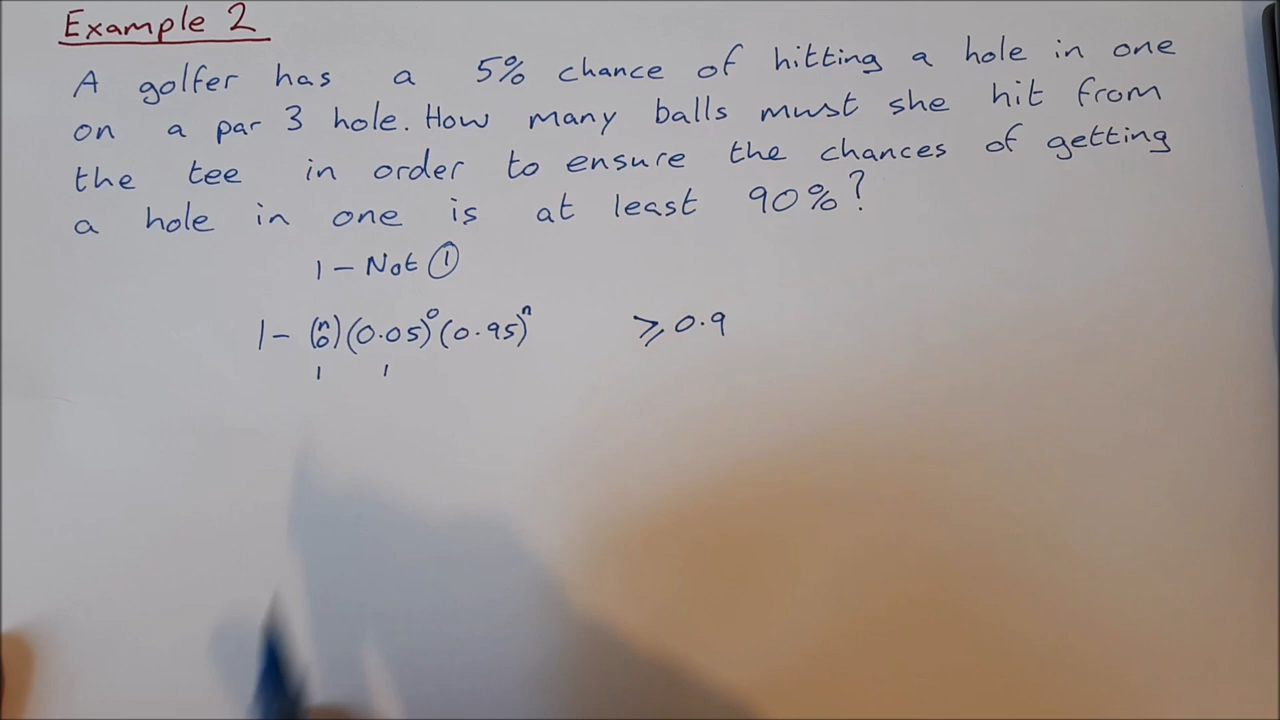 Example 2
A golfer has a 5% chance of hitting a hole in one
on a par 3 hole. How many balls must she hit from
the tee in order to ensure the chances of getting
a hole in one is at least 90%?
1 - Not ①
1 - (n 0)(0.05)⁰(0.95)ⁿ ⩾ 0.9
1 1